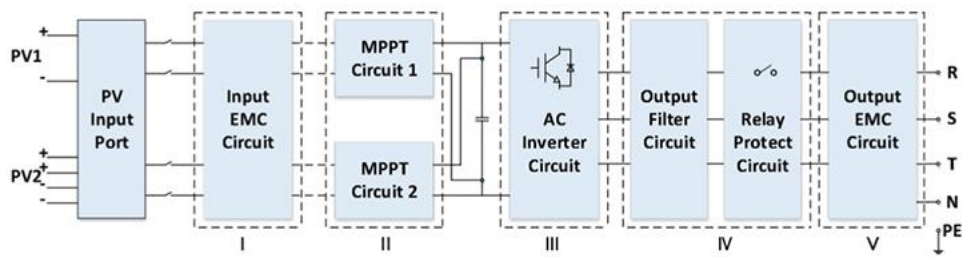 +
PV1
-
+
+
PV2
-
-
PV
Input
Port
Input
EMC
Circuit
MPPT
Circuit 1
MPPT
Circuit 2
AC
Inverter
Circuit
Output
Filter
Circuit
Relay
Protect
Circuit
Output
EMC
Circuit
R
S
T
N
PE
I
II
III
IV
V